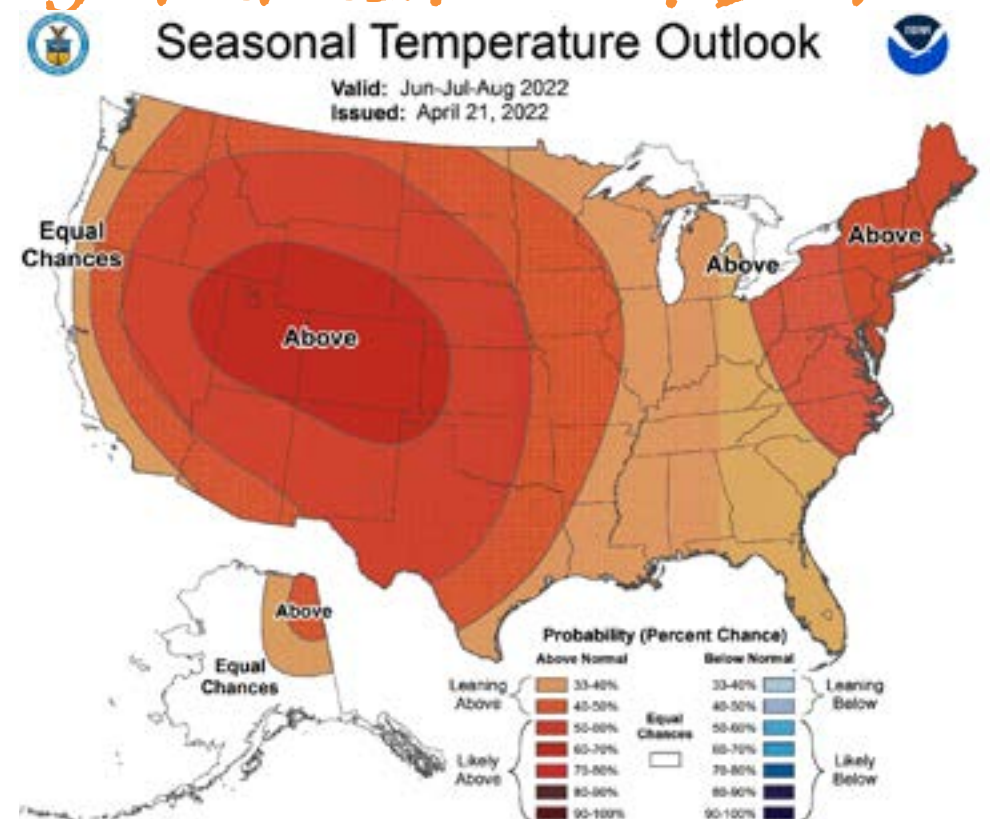 NOAA
Seasonal Temperature Outlook
Valid: Jun-Jul-Aug 2022
Issued: April 21, 2022
Equal
Chances
Above
Above
Above
Above
Equal
Chances
Probability (Percent Chance)
Above Normal
Below Normal
Leaning
Above
33-40%
40-50%
Likely
Above
50-60%
60-70%
70-80%
80-90%
90-100%
Equal
Chances
33-40%
40-50%
Leaning
Below
50-60%
60-70%
70-80%
80-90%
90-100%
Likely
Below